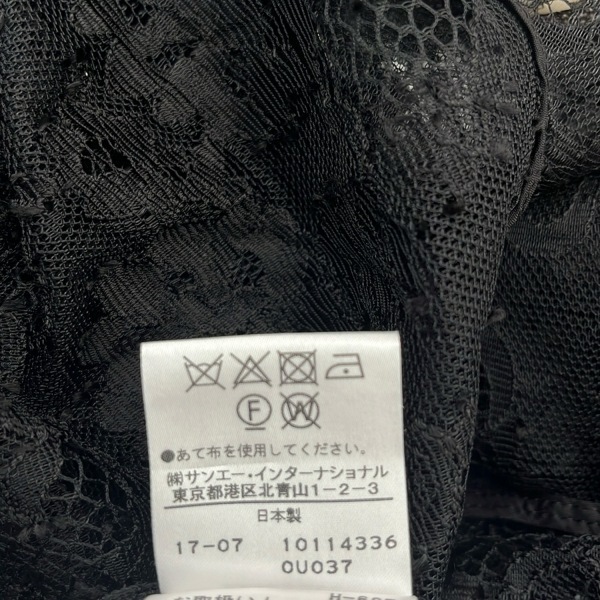 F W
●あて布を使用してください。
㈱サンエー・インターナショナル
東京都港区北青山1-2-3
日本製
17-07 10114336
0U037